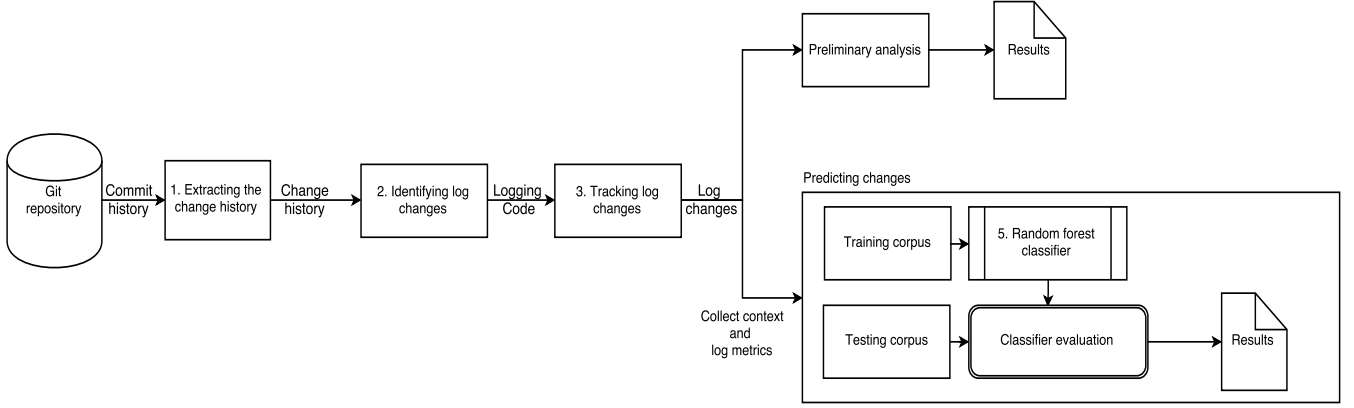 Git
repository
Commit
history
1. Extracting the
change history
Change
history
2. Identifying log
changes
Logging
Code
3. Tracking log
changes
Log
changes
Preliminary analysis
Results
Collect context
and
log metrics
Predicting changes
Training corpus
5. Random forest
classifier
Testing corpus
Classifier evaluation
Results